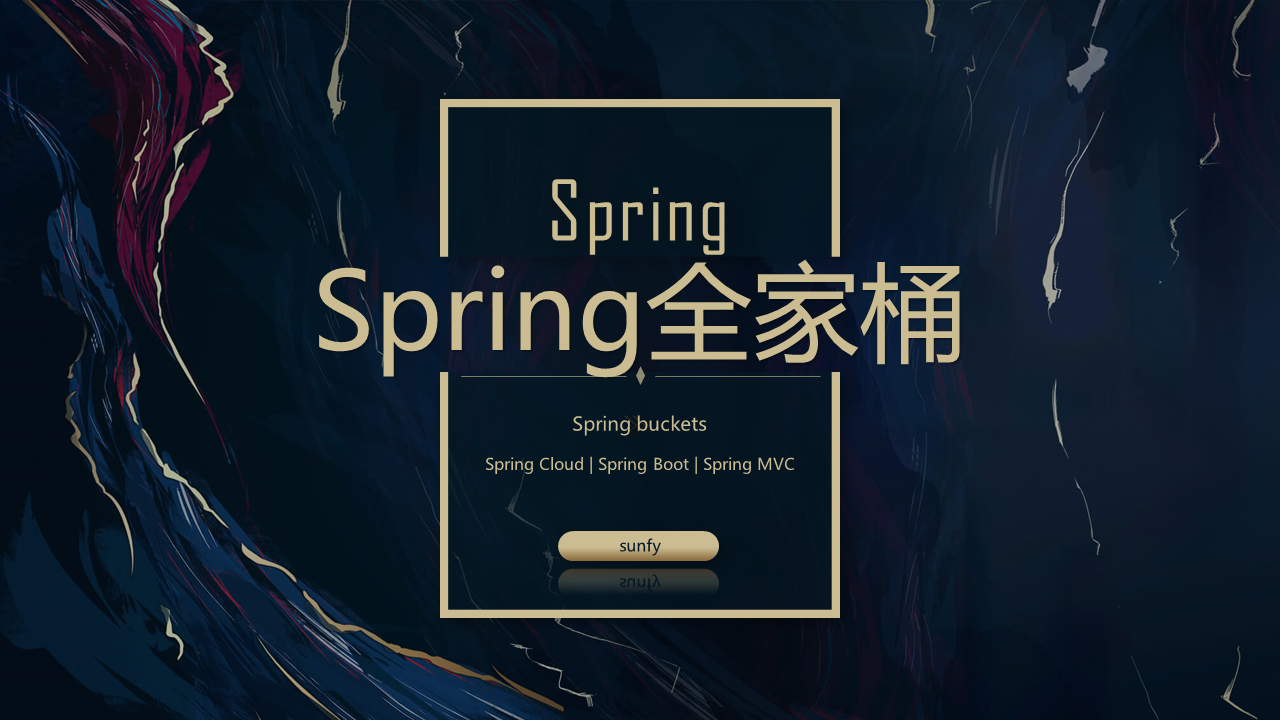 Spring
Spring全家桶
Spring buckets
Spring Cloud | Spring Boot | Spring MVC
sunfy
sunfy